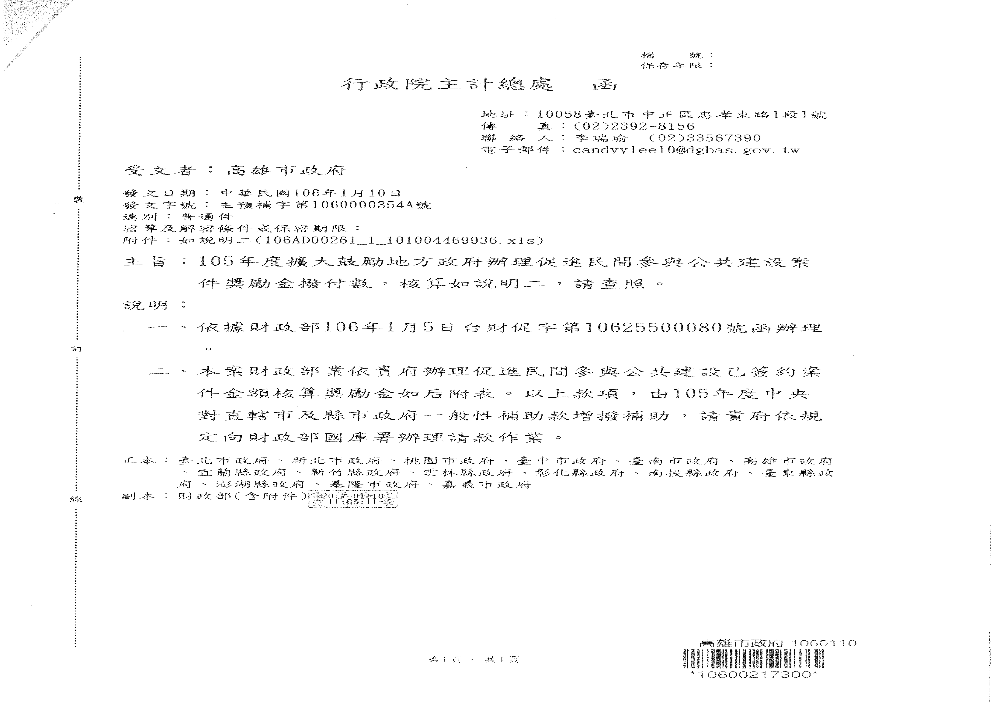 檔　　號：
保存年限：
行政院主計總處　函
地址：10058臺北市中正區忠孝東路1段1號
傳　　真：(02)2392-8156
聯 絡 人：李瑞瑜　(02)33567390
電子郵件：candyylee10@dgbas.gov.tw
受文者：高雄市政府
發文日期：中華民國106年1月10日
發文字號：主預補字第1060000354A號
速別：普通件
密等及解密條件或保密期限：
附件：如說明二(106AD00261_1_101004469936.xls)
主旨：105年度擴大鼓勵地方政府辦理促進民間參與公共建設案
件獎勵金撥付數，核算如說明二，請查照。
說明：
一、依據財政部106年1月5日台財促字第10625500080號函辦理
。
二、本案財政部業依貴府辦理促進民間參與公共建設已簽約案
件金額核算獎勵金如后附表。以上款項，由105年度中央
對直轄市及縣市政府一般性補助款增撥補助，請貴府依規
定向財政部國庫署辦理請款作業。
正本：臺北市政府、新北市政府、桃園市政府、臺中市政府、臺南市政府、高雄市政府
、宜蘭縣政府、新竹縣政府、雲林縣政府、彰化縣政府、南投縣政府、臺東縣政
府、澎湖縣政府、基隆市政府、嘉義市政府
副本：財政部(含附件)
2017-01-10
11:05:11
裝
訂
線
第1頁，共1頁
高雄市政府 1060110
*10600217300*